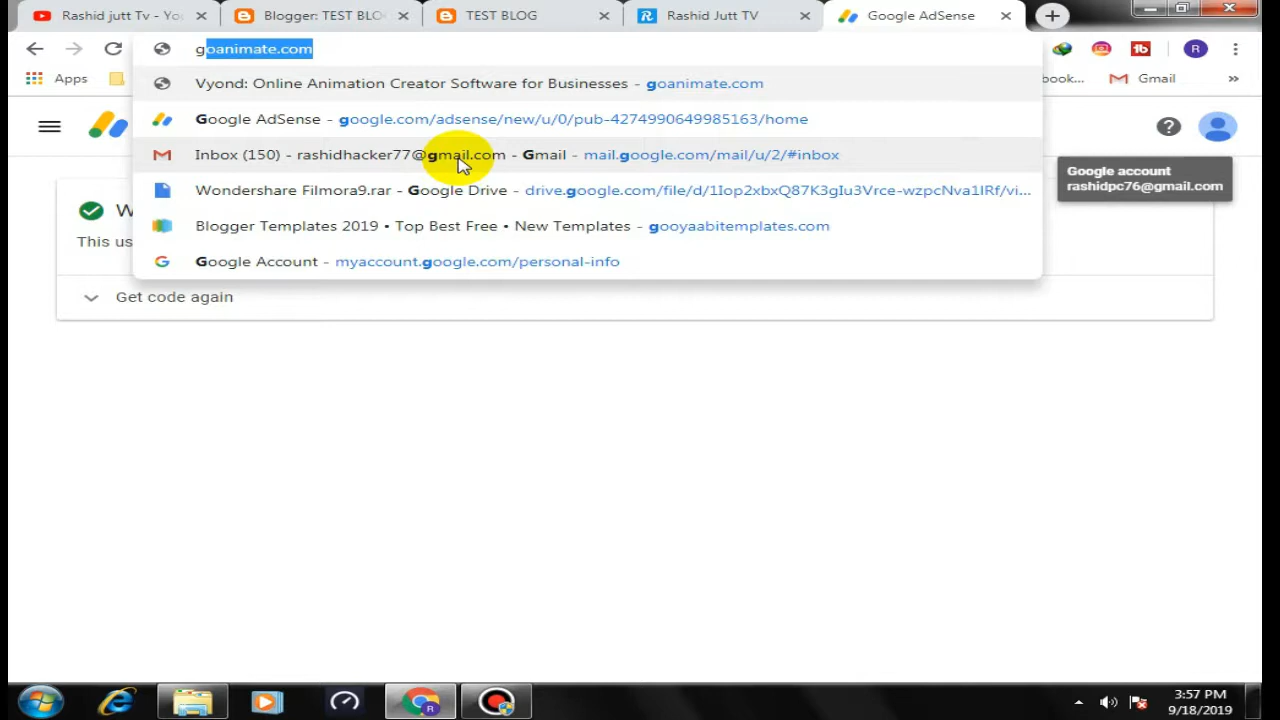 Rashid jutt Tv - Yo
Blogger: TEST BLO
TEST BLOG
Rashid Jutt TV
Google AdSense
goanimate.com
Apps
book...
Gmail
»
Vyond: Online Animation Creator Software for Businesses - goanimate.com
Google AdSense - google.com/adsense/new/u/0/pub-4274990649985163/home
Inbox (150) - rashidhacker77@gmail.com - Gmail - mail.google.com/mail/u/2/#inbox
Wondershare Filmora9.rar - Google Drive - drive.google.com/file/d/1Iop2xbxQ87K3gIu3Vrce-wzpcNva1lRf/vi...
Blogger Templates 2019 • Top Best Free • New Templates - gooyaabitemplates.com
Google Account - myaccount.google.com/personal-info
Google account
rashidpc76@gmail.com
W
This us
Get code again
3:57 PM
9/18/2019